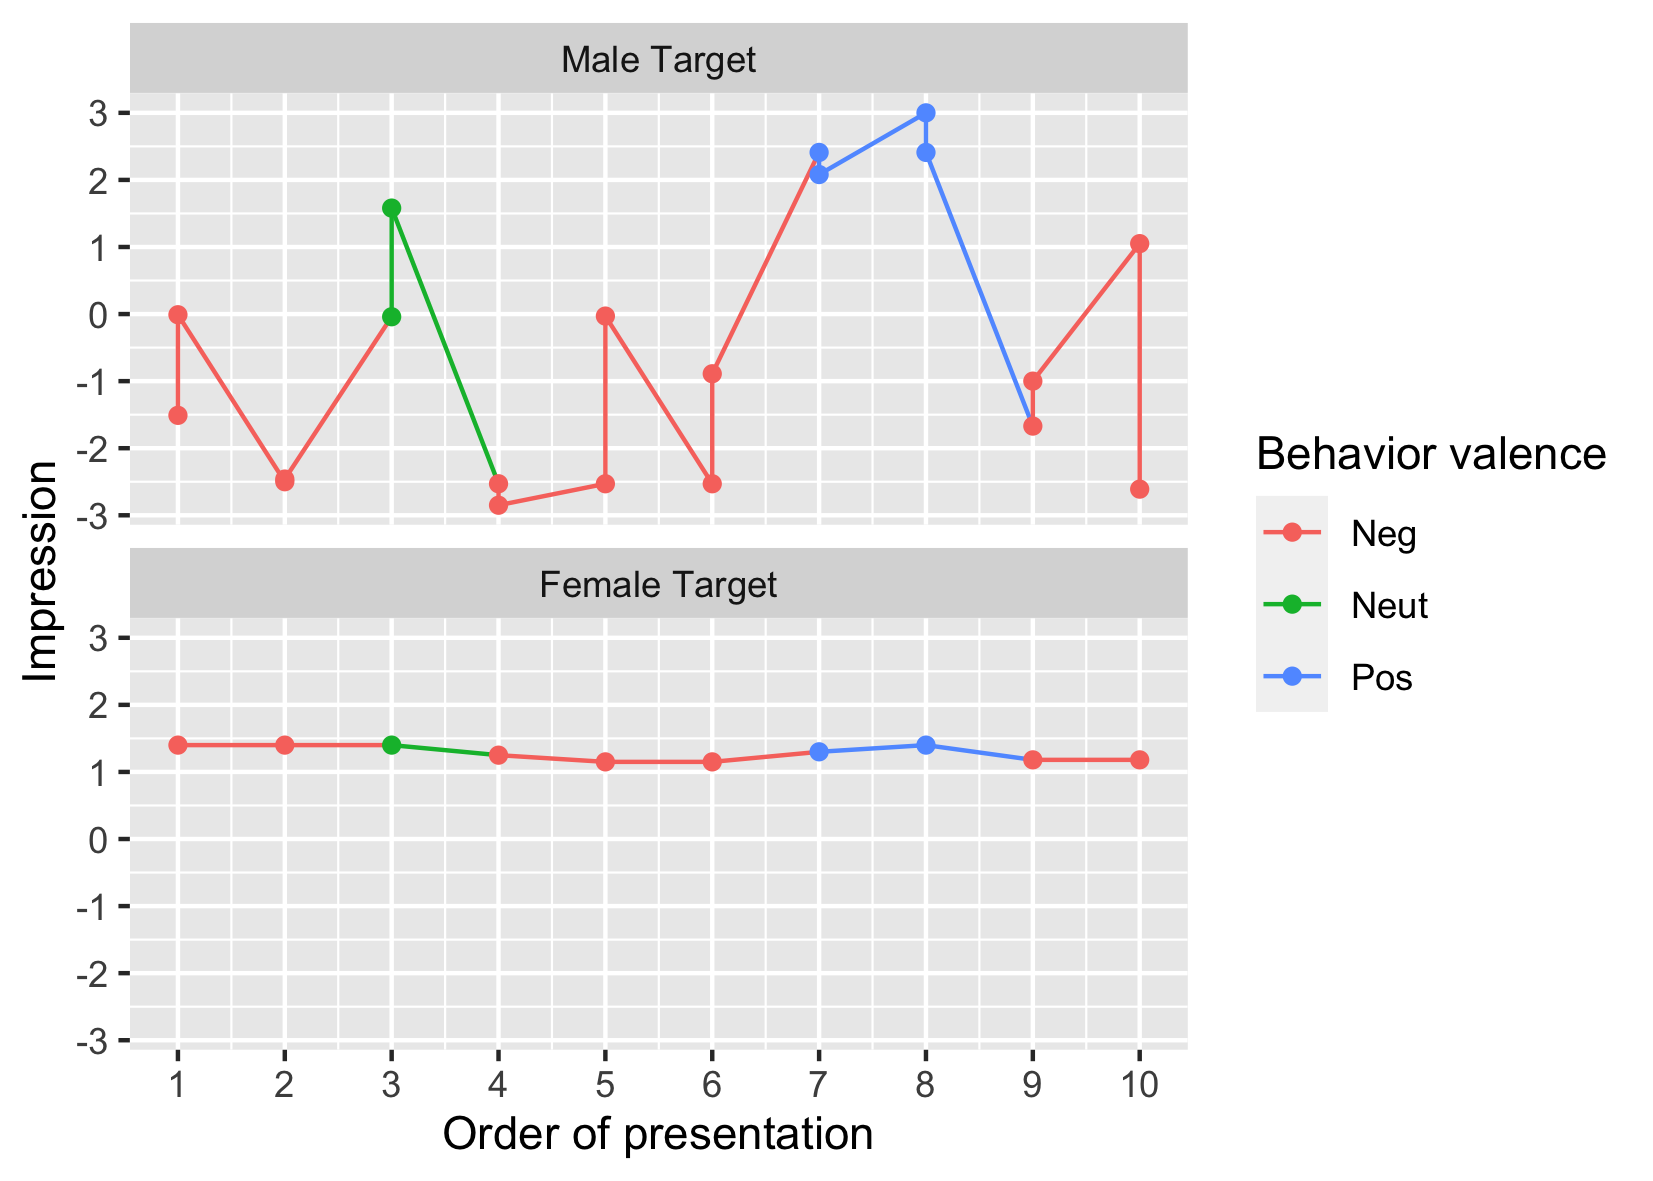 Male Target
3
2
1
0
-1
-2
-3
Impression
Female Target
3
2
1
0
-1
-2
-3
1 2 3 4 5 6 7 8 9 10
Order of presentation
Behavior valence
Neg
Neut
Pos